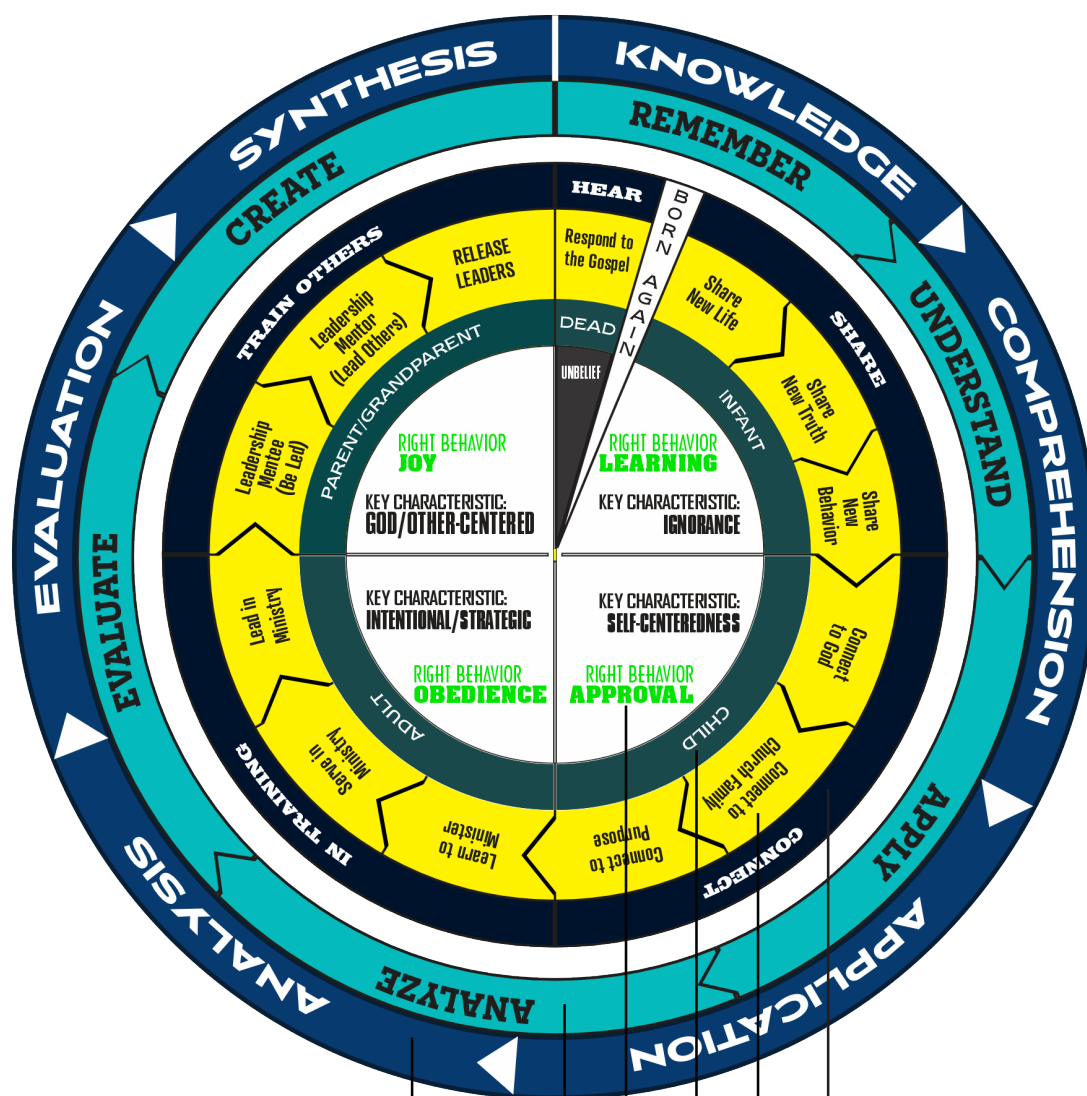 KNOWLEDGE
COMPREHENSION
APPLICATION
ANALYSIS
EVALUATION
SYNTHESIS
REMEMBER
UNDERSTAND
APPLY
ANALYZE
EVALUATE
CREATE
HEAR
BORN AGAIN
SHARE
CONNECT
IN TRAINING
TRAIN OTHERS
Respond to
the Gospel
Share
New Life
Share
New Truth
Share
New
Behavior
Connect
to God
Connect to
Church Family
Connect to
Purpose
Learn to
Minister
Serve in
Ministry
Lead in
Ministry
Leadership
Mentee
(Be Led)
Leadership
Mentor
(Lead Others)
RELEASE
LEADERS
DEAD
INFANT
CHILD
ADULT
PARENT/GRANDPARENT
UNBELIEF
RIGHT BEHAVIOR
LEARNING
KEY CHARACTERISTIC:
IGNORANCE
KEY CHARACTERISTIC:
SELF-CENTEREDNESS
RIGHT BEHAVIOR
APPROVAL
KEY CHARACTERISTIC:
INTENTIONAL/STRATEGIC
RIGHT BEHAVIOR
OBEDIENCE
RIGHT BEHAVIOR
JOY
KEY CHARACTERISTIC:
GOD/OTHER-CENTERED